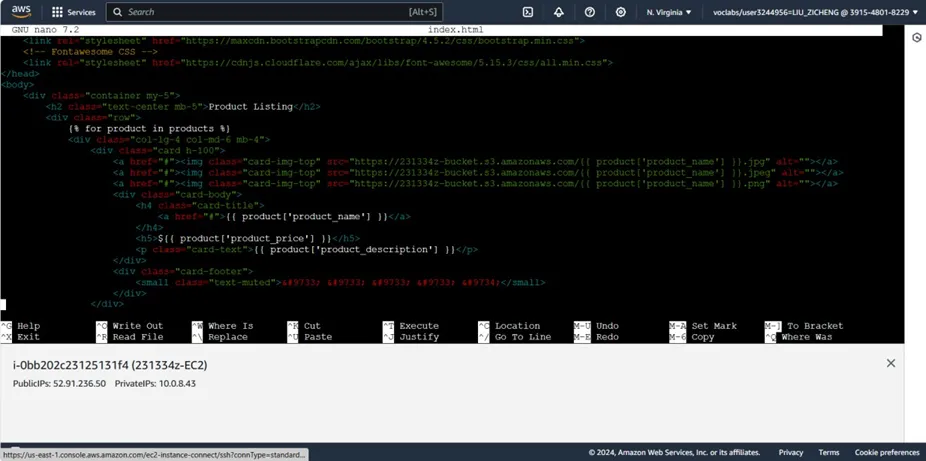 aws Services Search [Alt+S] N. Virginia voclabs/user3244956=LIU_ZICHENG @ 3915-4801-8229
GNU nano 7.2 index.html
<link rel="stylesheet" href="https://maxcdn.bootstrapcdn.com/bootstrap/4.5.2/css/bootstrap.min.css">
<!-- Fontawesome CSS -->
<link rel="stylesheet" href="https://cdnjs.cloudflare.com/ajax/libs/font-awesome/5.15.3/css/all.min.css">
</head>
<body>
<div class="container my-5">
<h2 class="text-center mb-5">Product Listing</h2>
<div class="row">
{% for product in products %}
<div class="col-lg-4 col-md-6 mb-4">
<div class="card h-100">
<a href="#"><img class="card-img-top" src="https://231334z-bucket.s3.amazonaws.com/{{ product['product_name'] }}.jpg" alt=""></a>
<a href="#"><img class="card-img-top" src="https://231334z-bucket.s3.amazonaws.com/{{ product['product_name'] }}.jpeg" alt=""></a>
<a href="#"><img class="card-img-top" src="https://231334z-bucket.s3.amazonaws.com/{{ product['product_name'] }}.png" alt=""></a>
<div class="card-body">
<h4 class="card-title">
<a href="#">{{ product['product_name'] }}</a>
</h4>
<h5>${{ product['product_price'] }}</h5>
<p class="card-text">{{ product['product_description'] }}</p>
</div>
<div class="card-footer">
<small class="text-muted">&#9733; &#9733; &#9733; &#9733; &#9734;</small>
</div>
</div>
^G Help ^O Write Out ^W Where Is ^K Cut ^T Execute ^C Location M-U Undo M-A Set Mark M-] To Bracket
^X Exit ^R Read File ^\ Replace ^U Paste ^J Justify ^/ Go To Line M-E Redo M-6 Copy ^Q Where Was
i-0bb202c23125131f4 (231334z-EC2)
PublicIPs: 52.91.236.50 PrivateIPs: 10.0.8.43
https://us-east-1.console.aws.amazon.com/ec2-instance-connect/ssh?connType=standard... © 2024, Amazon Web Services, Inc. or its affiliates. Privacy Terms Cookie preferences